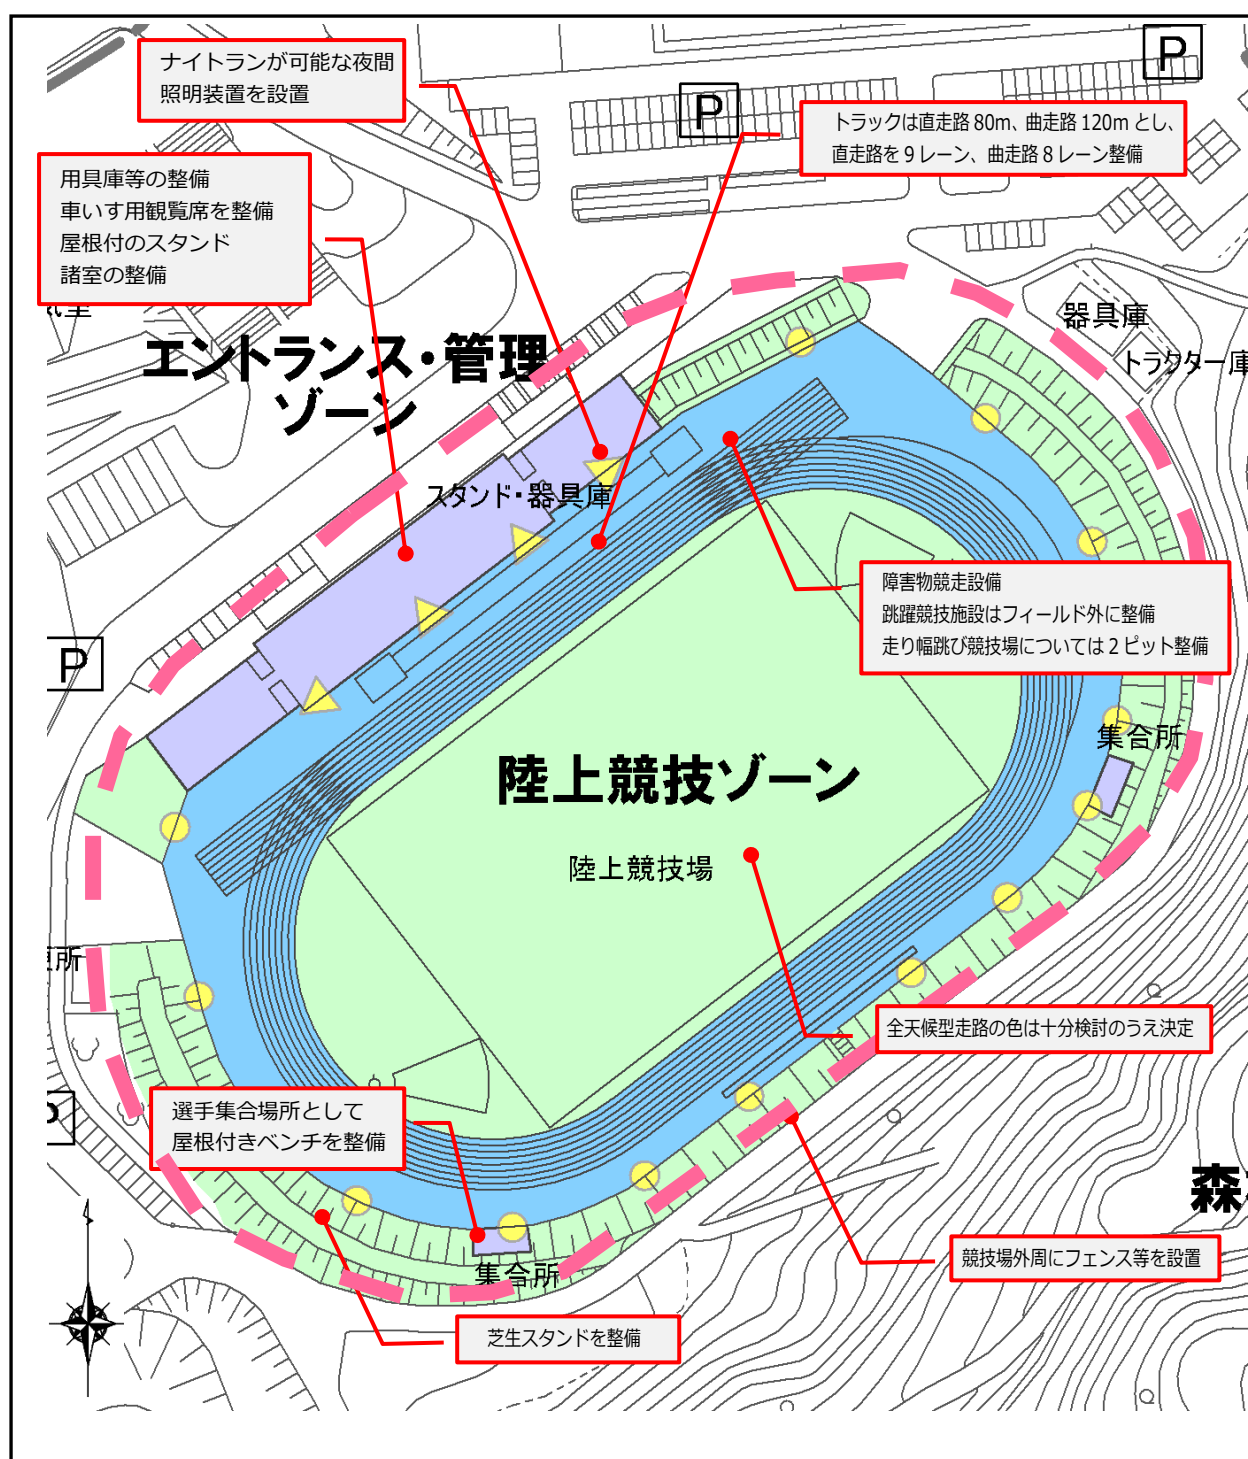 P
P
ナイトランが可能な夜間
照明装置を設置
トラックは直走路 80m、曲走路 120m とし、
直走路を 9 レーン、曲走路 8 レーン整備
用具庫等の整備
車いす用観覧席を整備
屋根付のスタンド
諸室の整備
器具庫
トラクター庫
エントランス・管理
ゾーン
スタンド・器具庫
障害物競走設備
跳躍競技施設はフィールド外に整備
走り幅跳び競技場については 2 ピット整備
P
集合所
陸上競技ゾーン
陸上競技場
所
全天候型走路の色は十分検討のうえ決定
選手集合場所として
屋根付きベンチを整備
森
競技場外周にフェンス等を設置
集合所
芝生スタンドを整備